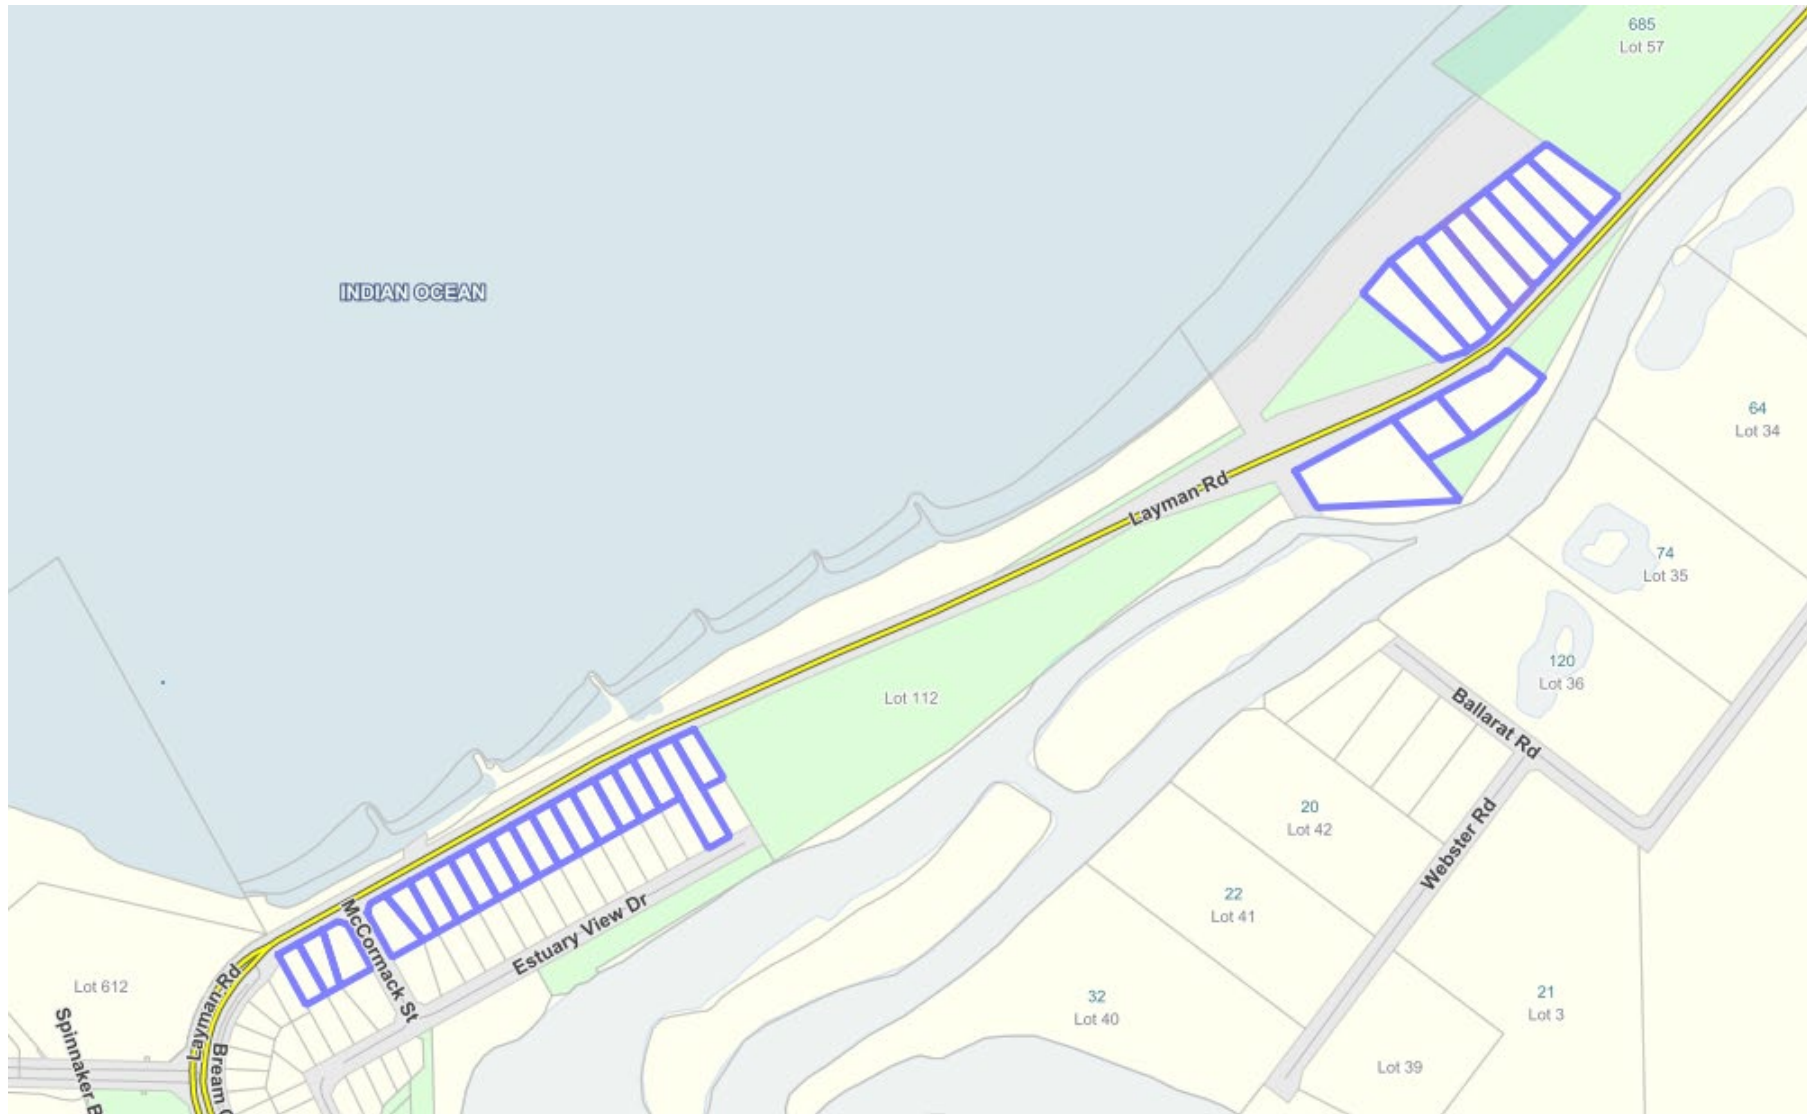 685
Lot 57
INDIAN OCEAN
64
Lot 34
Layman Rd
74
Lot 35
120
Lot 36
Lot 112
Ballarat Rd
20
Lot 42
Webster Rd
22
Lot 41
McCormack St
Estuary View Dr
Layman Rd
Lot 612
32
Lot 40
21
Lot 3
Spinnaker B
Bream
Lot 39